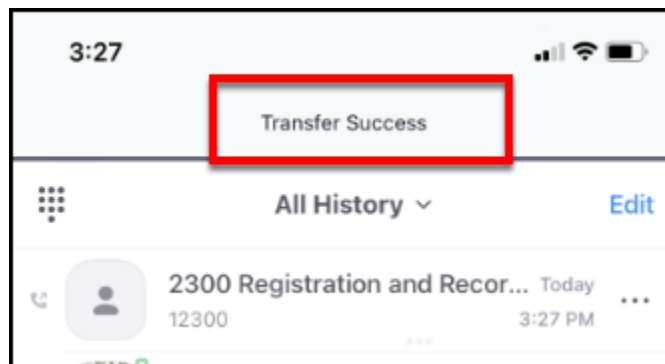 3:27
Transfer Success
All History
Edit
2300 Registration and Recor... Today
12300 3:27 PM